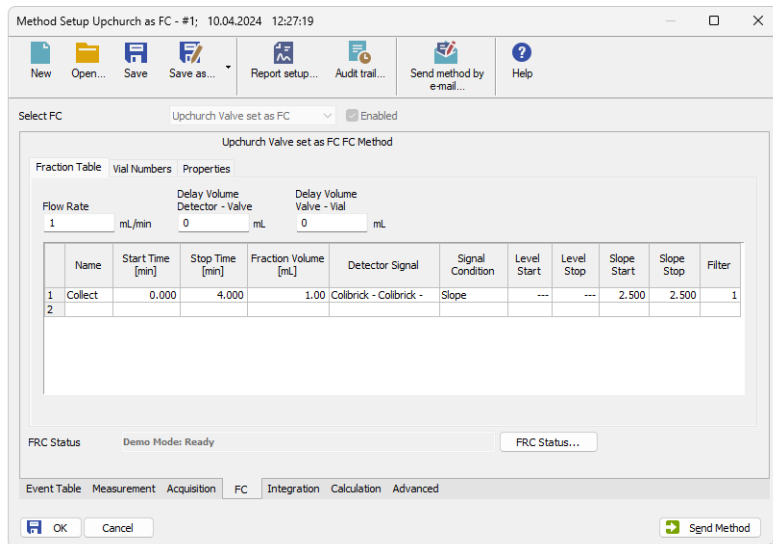 Method Setup Upchurch as FC - #1; 10.04.2024 12:27:19
New Open... Save Save as... Report setup... Audit trail... Send method by e-mail... Help
Select FC Upchurch Valve set as FC Enabled
Upchurch Valve set as FC FC Method
Fraction Table Vial Numbers Properties
Flow Rate Delay Volume Detector - Valve Delay Volume Valve - Vial
1 mL/min 0 mL 0 mL
Name Start Time [min] Stop Time [min] Fraction Volume [mL] Detector Signal Signal Condition Level Start Level Stop Slope Start Slope Stop Filter
1 Collect 0.000 4.000 1.00 Colibrick - Colibrick - Slope --- --- 2.500 2.500 1
2
FRC Status Demo Mode: Ready FRC Status...
Event Table Measurement Acquisition FC Integration Calculation Advanced
OK Cancel Send Method